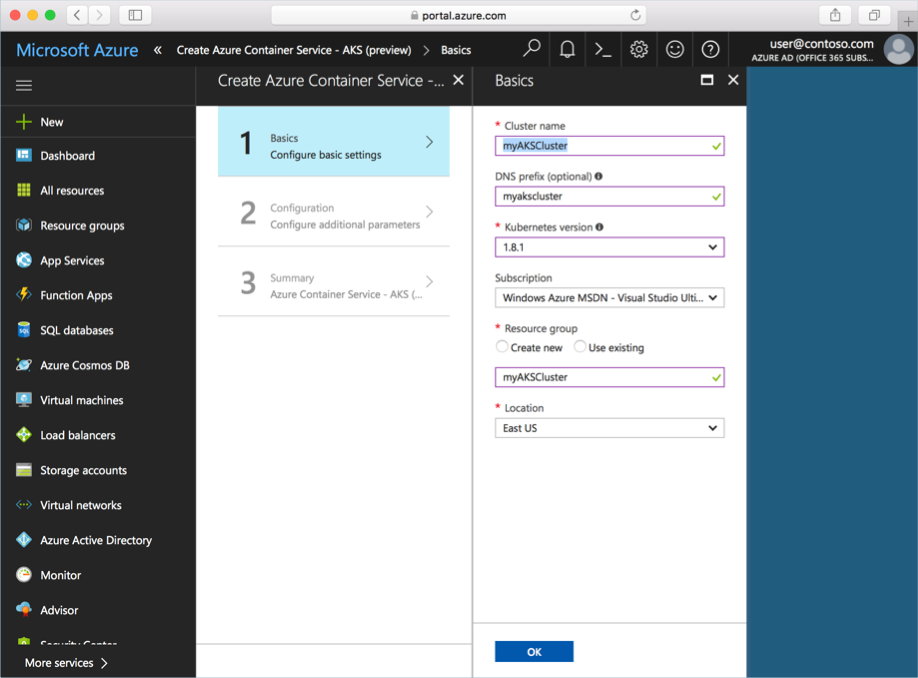 portal.azure.com
Microsoft Azure « Create Azure Container Service - AKS (preview) > Basics
user@contoso.com
AZURE AD (OFFICE 365 SUBS...
New
Dashboard
All resources
Resource groups
App Services
Function Apps
SQL databases
Azure Cosmos DB
Virtual machines
Load balancers
Storage accounts
Virtual networks
Azure Active Directory
Monitor
Advisor
Security Center
More services >
Create Azure Container Service -...
1
Basics
Configure basic settings
2
Configuration
Configure additional parameters
3
Summary
Azure Container Service - AKS (...
Basics
* Cluster name
myAKSCluster
DNS prefix (optional)
myakscluster
* Kubernetes version
1.8.1
Subscription
Windows Azure MSDN - Visual Studio Ulti...
* Resource group
Create new Use existing
myAKSCluster
* Location
East US
OK